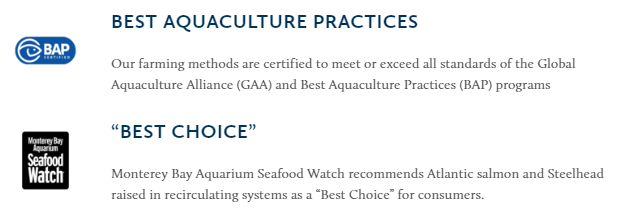 BEST AQUACULTURE PRACTICES
BAP
CERTIFIED
Our farming methods are certified to meet or exceed all standards of the Global
Aquaculture Alliance (GAA) and Best Aquaculture Practices (BAP) programs
“BEST CHOICE”
Monterey Bay
Aquarium
Seafood
Watch
Monterey Bay Aquarium Seafood Watch recommends Atlantic salmon and Steelhead
raised in recirculating systems as a “Best Choice” for consumers.